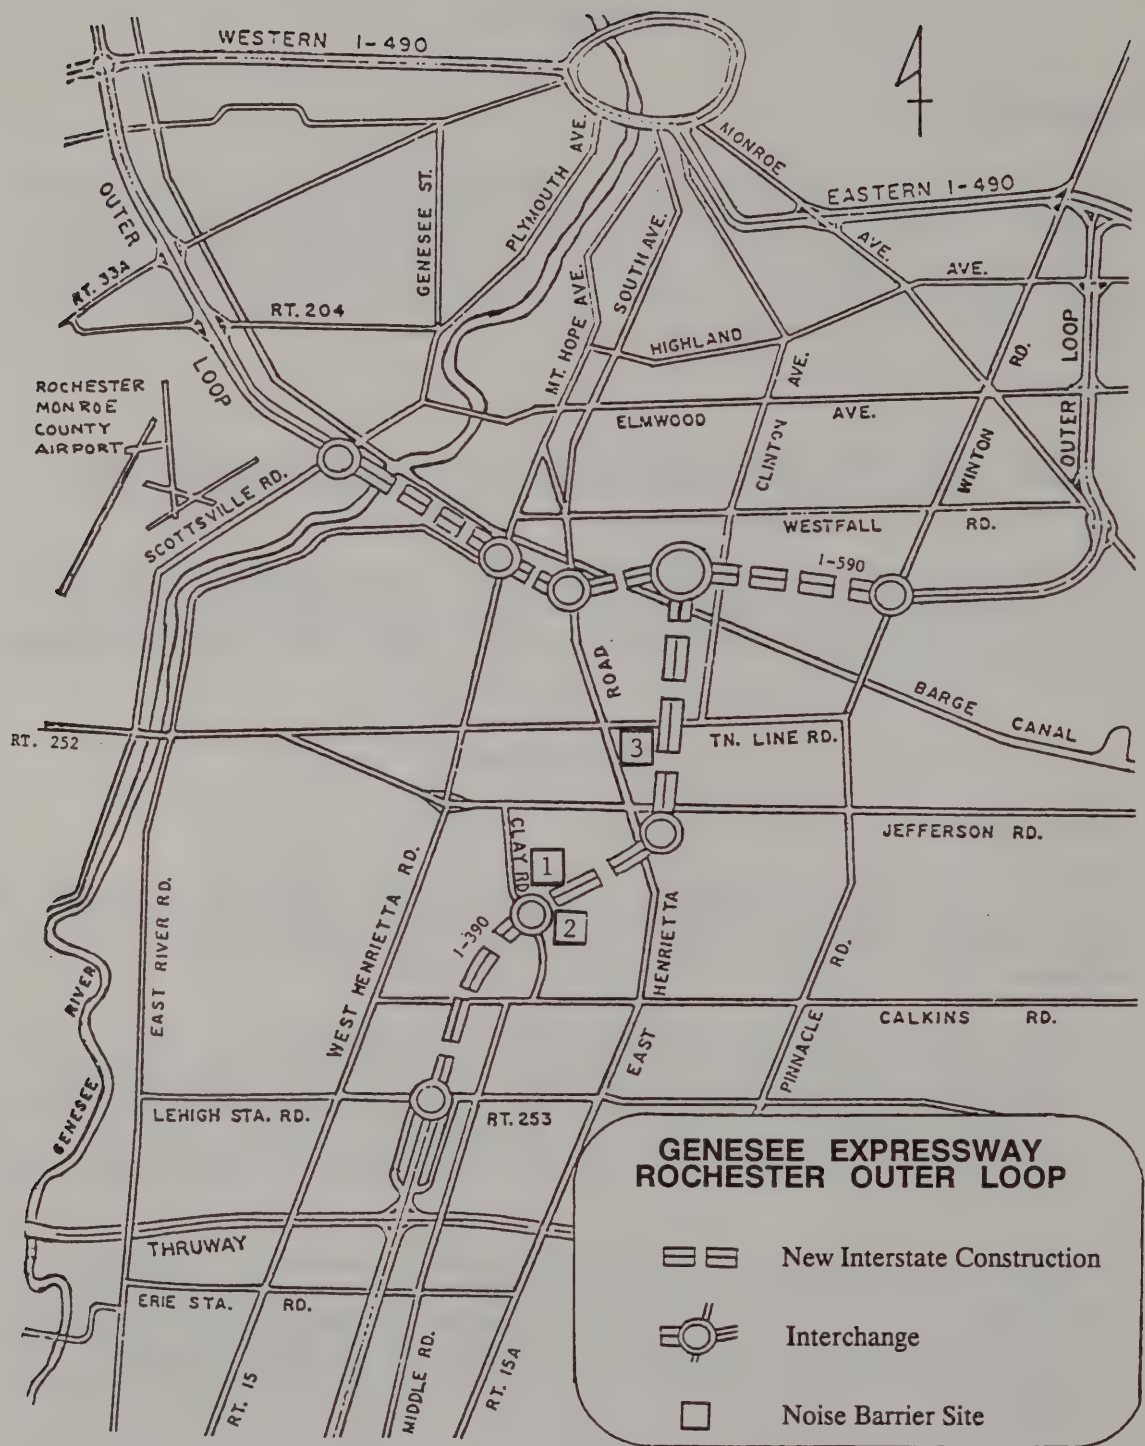 WESTERN I-490
MONROE
AVE.
EASTERN I-490
OUTER
LOOP
GENESEE ST.
PLYMOUTH AVE.
MT. HOPE AVE.
SOUTH AVE.
AVE.
RT. 33A
RT. 204
HIGHLAND
AVE.
RD.
OUTER LOOP
ROCHESTER
MONROE
COUNTY
AIRPORT
ELMWOOD
AVE.
CLINTON
WINTON
SCOTTSVILLE RD.
WESTFALL
RD.
I-590
ROAD
BARGE
CANAL
RT. 252
3
TN. LINE RD.
CLAY RD
JEFFERSON RD.
1
2
I-390
EAST RIVER RD.
WEST HENRIETTA RD.
HENRIETTA
RD.
RIVER
CALKINS
RD.
EAST
PINNACLE
GENESEE
LEHIGH STA. RD.
RT. 253
THRUWAY
ERIE STA.
RD.
RT. 15
MIDDLE RD.
RT. 15A
GENESEE EXPRESSWAY
ROCHESTER OUTER LOOP
New Interstate Construction
Interchange
Noise Barrier Site